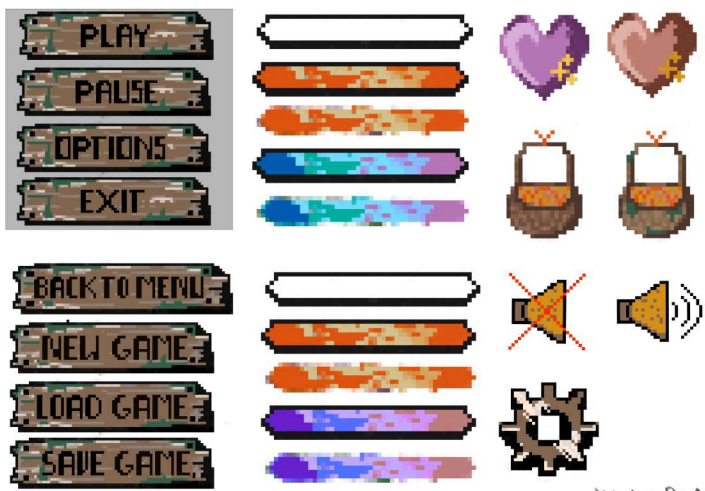 PLAY
PAUSE
OPTIONS
EXIT
BACK TO MENU
NEW GAME
LOAD GAME
SAVE GAME